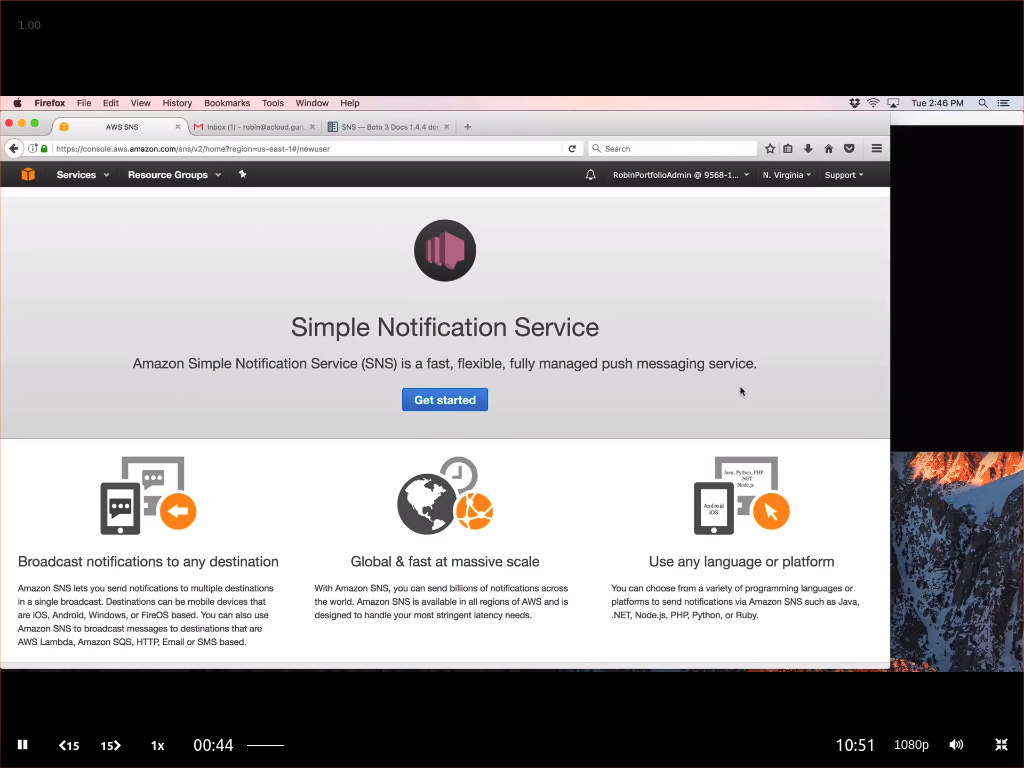 1.00
Firefox File Edit View History Bookmarks Tools Window Help Tue 2:46 PM
AWS SNS × Inbox (1) - robin@acloud.gur × SNS — Boto 3 Docs 1.4.4 do × +
https://console.aws.amazon.com/sns/v2/home?region=us-east-1#/newuser Search
Services Resource Groups RobinPortfolioAdmin @ 9568-1... N. Virginia Support
Simple Notification Service
Amazon Simple Notification Service (SNS) is a fast, flexible, fully managed push messaging service.
Get started
Java, Python, PHP
.NET
Node.js
Android
iOS
Broadcast notifications to any destination
Amazon SNS lets you send notifications to multiple destinations
in a single broadcast. Destinations can be mobile devices that
are iOS, Android, Windows, or FireOS based. You can also use
Amazon SNS to broadcast messages to destinations that are
AWS Lambda, Amazon SQS, HTTP, Email or SMS based.
Global & fast at massive scale
With Amazon SNS, you can send billions of notifications across
the world. Amazon SNS is available in all regions of AWS and is
designed to handle your most stringent latency needs.
Use any language or platform
You can choose from a variety of programming languages or
platforms to send notifications via Amazon SNS such as Java,
.NET, Node.js, PHP, Python, or Ruby.
15 15 1x 00:44 10:51 1080p